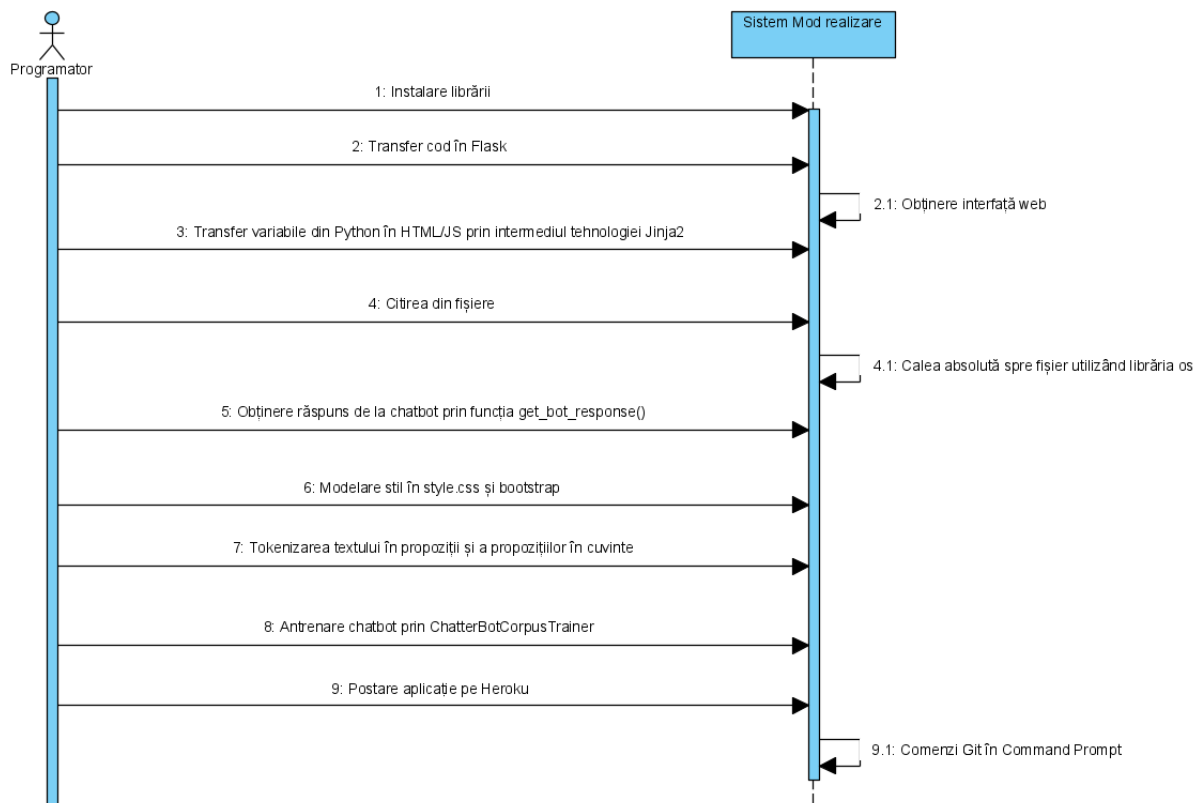 Sistem Mod realizare
Programator
1: Instalare librării
2: Transfer cod în Flask
2.1: Obținere interfață web
3: Transfer variabile din Python în HTML/JS prin intermediul tehnologiei Jinja2
4: Citirea din fișiere
4.1: Calea absolută spre fișier utilizând librăria os
5: Obținere răspuns de la chatbot prin funcția get_bot_response()
6: Modelare stil în style.css și bootstrap
7: Tokenizarea textului în propoziții și a propozițiilor în cuvinte
8: Antrenare chatbot prin ChatterBotCorpusTrainer
9: Postare aplicație pe Heroku
9.1: Comenzi Git în Command Prompt